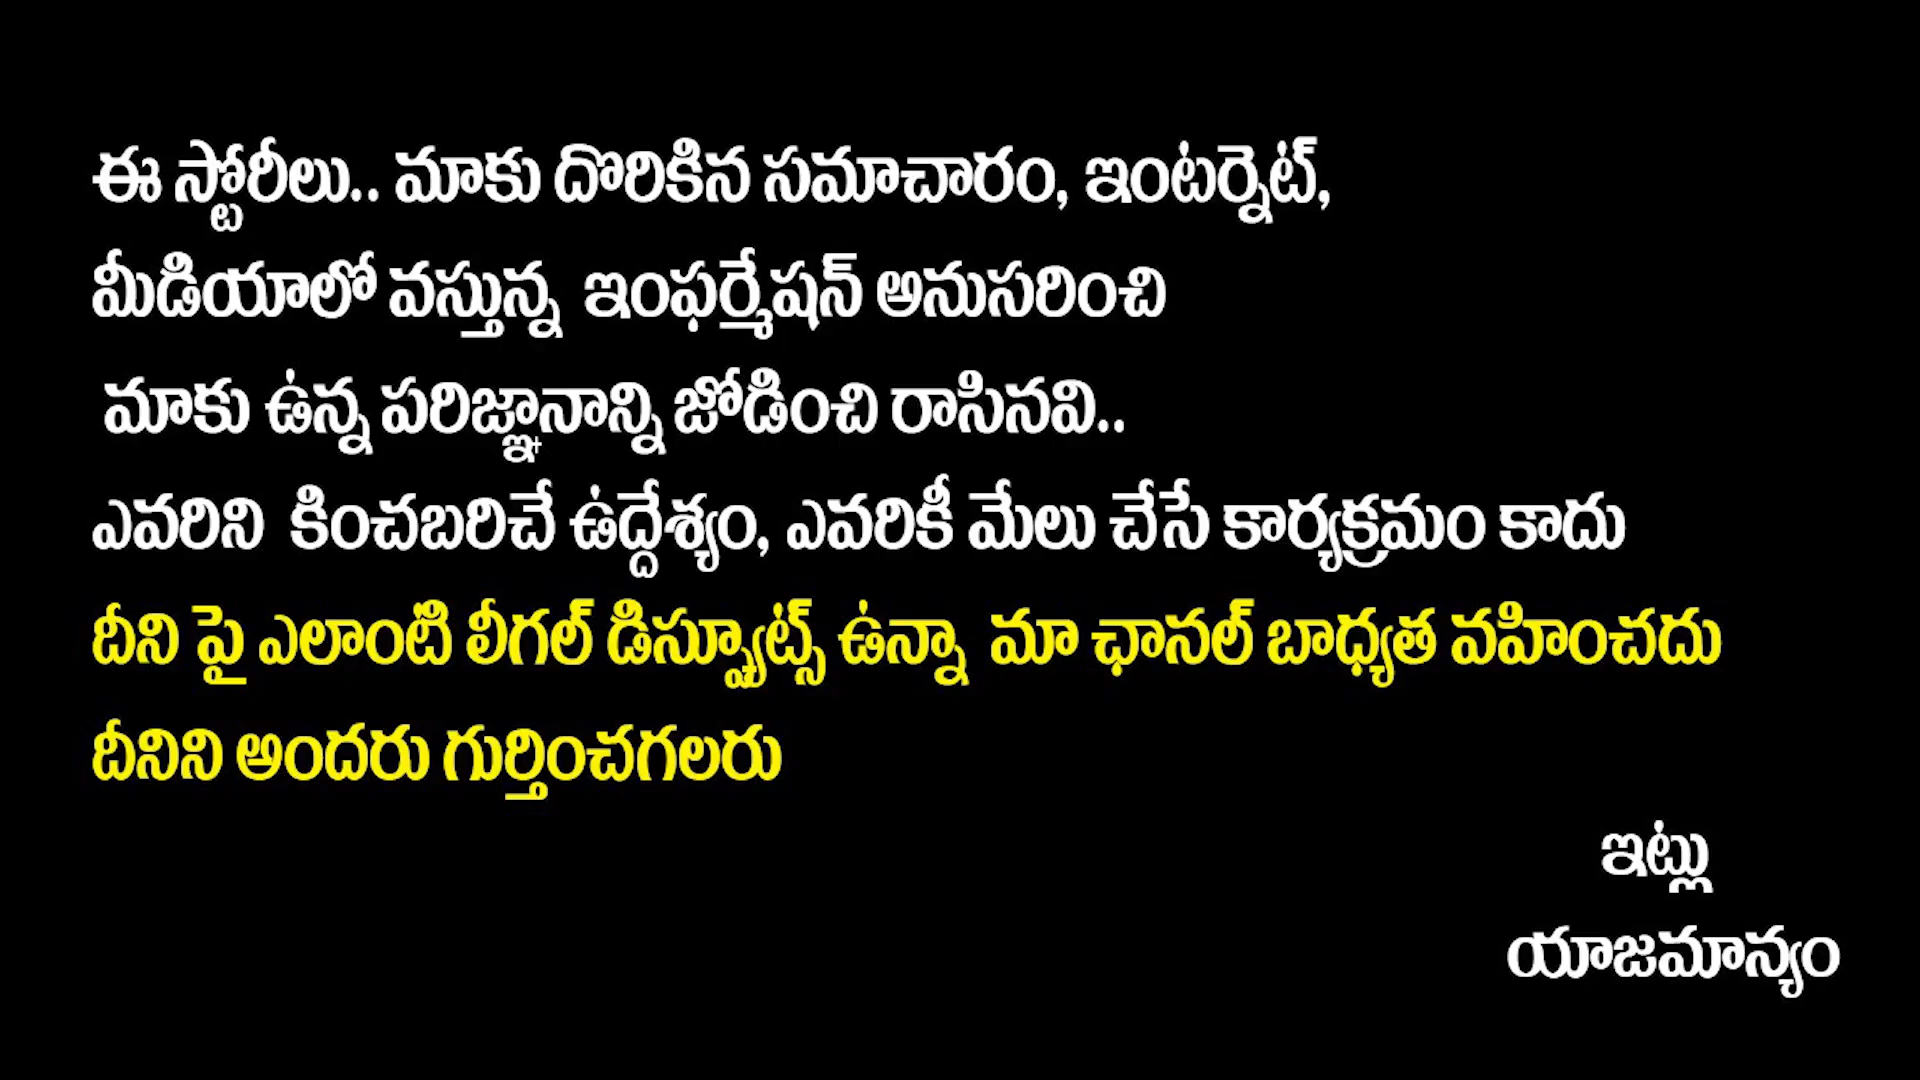 ఈ స్టోరీలు.. మాకు దొరికిన సమాచారం, ఇంటర్నెట్,
మీడియాలో వస్తున్న ఇంఫర్మేషన్ అనుసరించి
మాకు ఉన్న పరిజ్ఞానాన్ని జోడించి రాసినవి..
ఎవరిని కించబరిచే ఉద్దేశ్యం, ఎవరికీ మేలు చేసే కార్యక్రమం కాదు
దీని పై ఎలాంటి లీగల్ డిస్ప్యూట్స్ ఉన్నా మా ఛానల్ బాధ్యత వహించదు
దీనిని అందరు గుర్తించగలరు
ఇట్లు
యాజమాన్యం